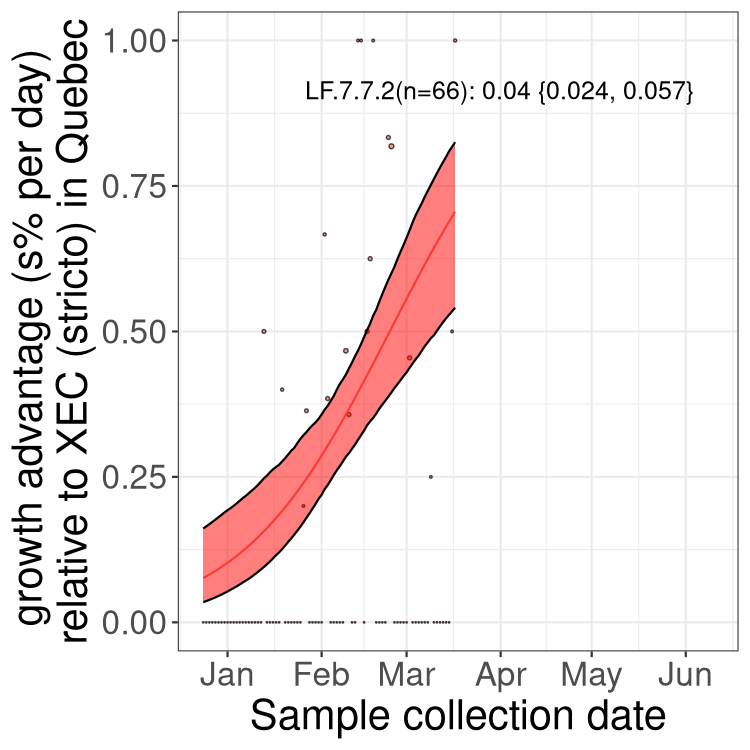 growth advantage (s% per day)
relative to XEC (stricto) in Quebec
1.00
0.75
0.50
0.25
0.00
LF.7.7.2(n=66): 0.04 {0.024, 0.057}
Jan Feb Mar Apr May Jun
Sample collection date